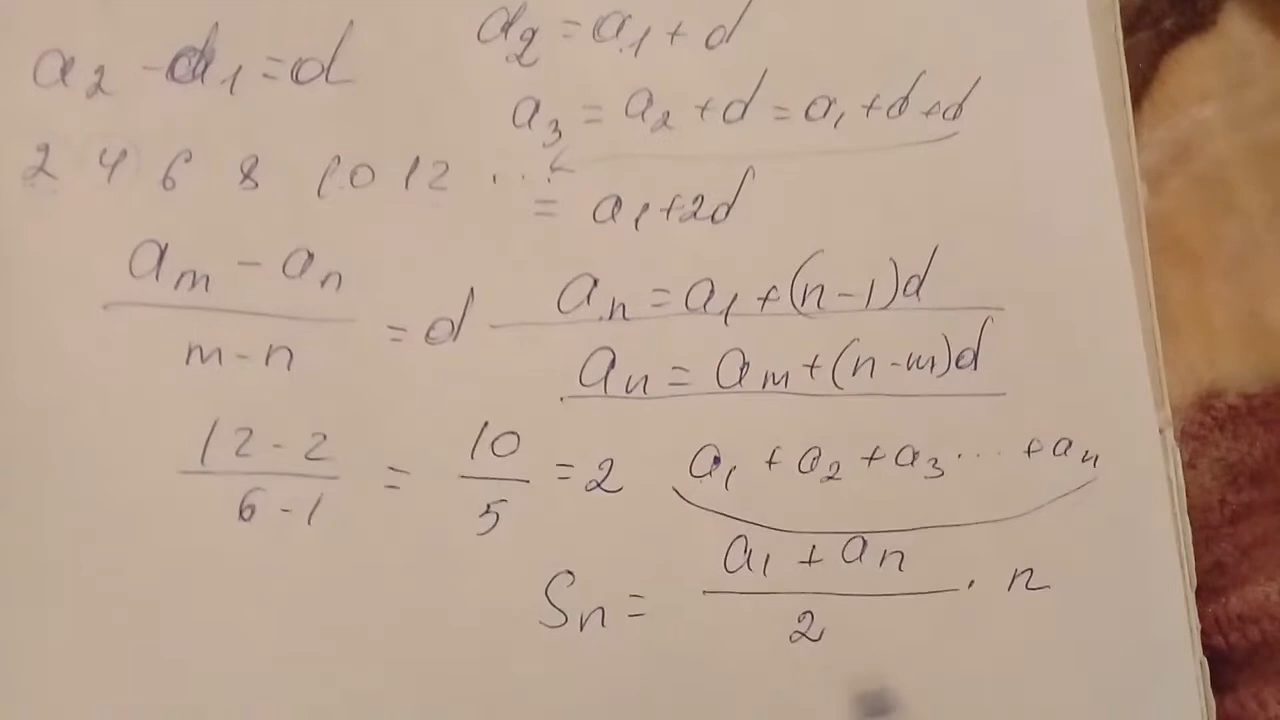 a₂ - a₁ = d
a₂ = a₁ + d
a₃ = a₂ + d = a₁ + d + d
= a₁ + 2d
2 4 6 8 10 12 ...
(aₘ - aₙ)/(m - n) = d
aₙ = a₁ + (n - 1)d
aₙ = aₘ + (n - m)d
(12 - 2)/(6 - 1) = 10/5 = 2
a₁ + a₂ + a₃ ... + aₙ
Sₙ = (a₁ + aₙ)/2 · n